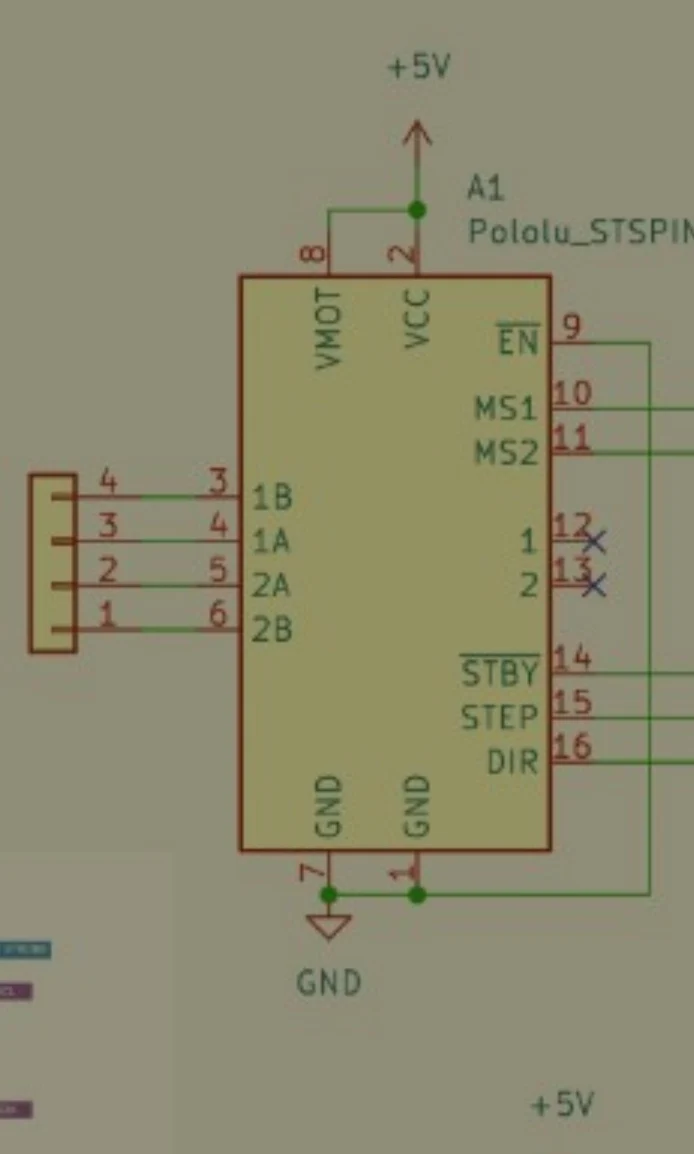 +5V
A1
Pololu_STSPIN
8
2
VMOT
VCC
EN
9
MS1
10
MS2
11
4
3
1B
3
4
1A
2
5
2A
1
6
2B
1
12
2
13
STBY
14
STEP
15
DIR
16
GND
GND
7
1
GND
+5V